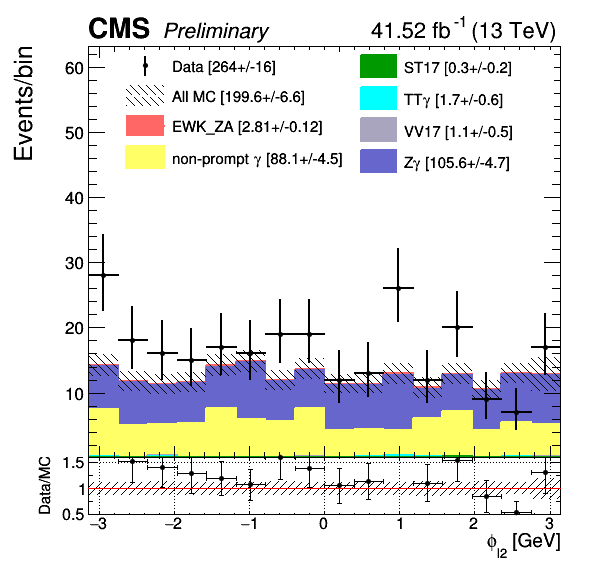 CMS Preliminary 41.52 fb⁻¹ (13 TeV)
Events/bin
Data [264+/-16]
All MC [199.6+/-6.6]
EWK_ZA [2.81+/-0.12]
non-prompt γ [88.1+/-4.5]
ST17 [0.3+/-0.2]
TTγ [1.7+/-0.6]
VV17 [1.1+/-0.5]
Zγ [105.6+/-4.7]
60
50
40
30
20
10
Data/MC
1.5
1
0.5
−3 −2 −1 0 1 2 3
ϕl2 [GeV]